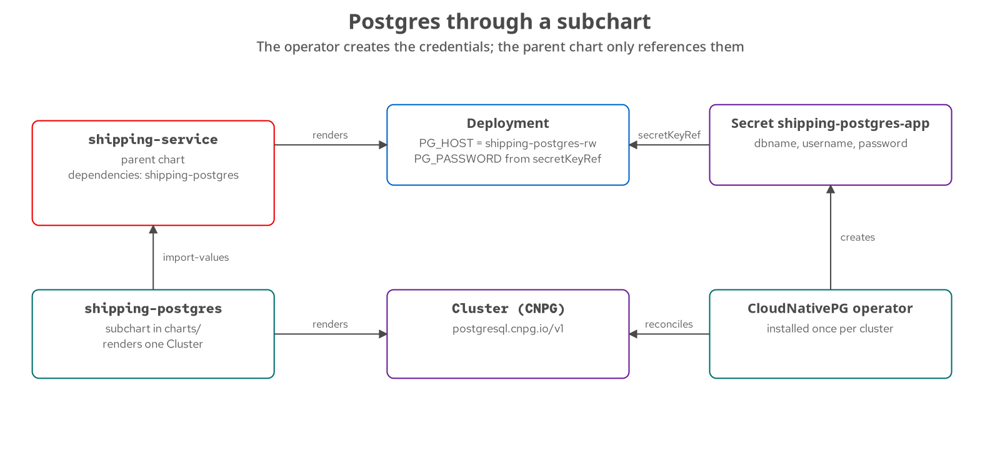 Postgres through a subchart
The operator creates the credentials; the parent chart only references them
shipping-service
parent chart
dependencies: shipping-postgres
renders
Deployment
PG_HOST = shipping-postgres-rw
PG_PASSWORD from secretKeyRef
secretKeyRef
Secret shipping-postgres-app
dbname, username, password
import-values
creates
shipping-postgres
subchart in charts/
renders one Cluster
renders
Cluster (CNPG)
postgresql.cnpg.io/v1
reconciles
CloudNativePG operator
installed once per cluster